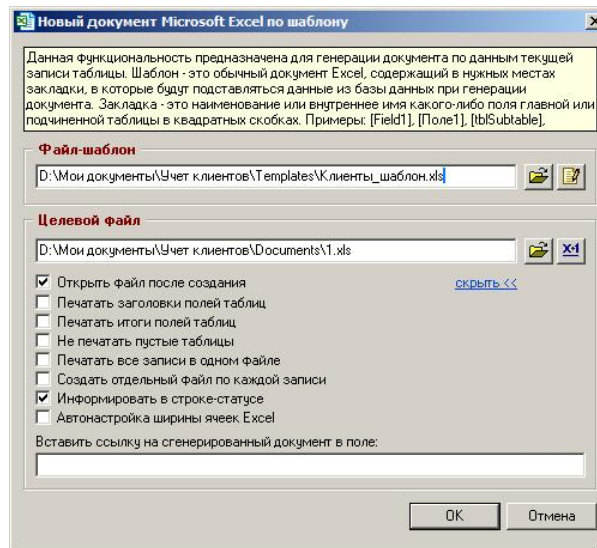 Новый документ Microsoft Excel по шаблону
Данная функциональность предназначена для генерации документа по данным текущей
записи таблицы. Шаблон - это обычный документ Excel, содержащий в нужных местах
закладки, в которые будут подставляться данные из базы данных при генерации
документа. Закладка - это наименование или внутреннее имя какого-либо поля главной или
подчиненной таблицы в квадратных скобках. Примеры: [Field1], [Поле1], [tblSubtable],
Файл-шаблон
D:\Мои документы\Учет клиентов\Templates\Клиенты_шаблон.xls
Целевой файл
D:\Мои документы\Учет клиентов\Documents\1.xls
Открыть файл после создания
скрыть <<
Печатать заголовки полей таблиц
Печатать итоги полей таблиц
Не печатать пустые таблицы
Печатать все записи в одном файле
Создать отдельный файл по каждой записи
Информировать в строке-статусе
Автонастройка ширины ячеек Excel
Вставить ссылку на сгенерированный документ в поле:
OK
Отмена